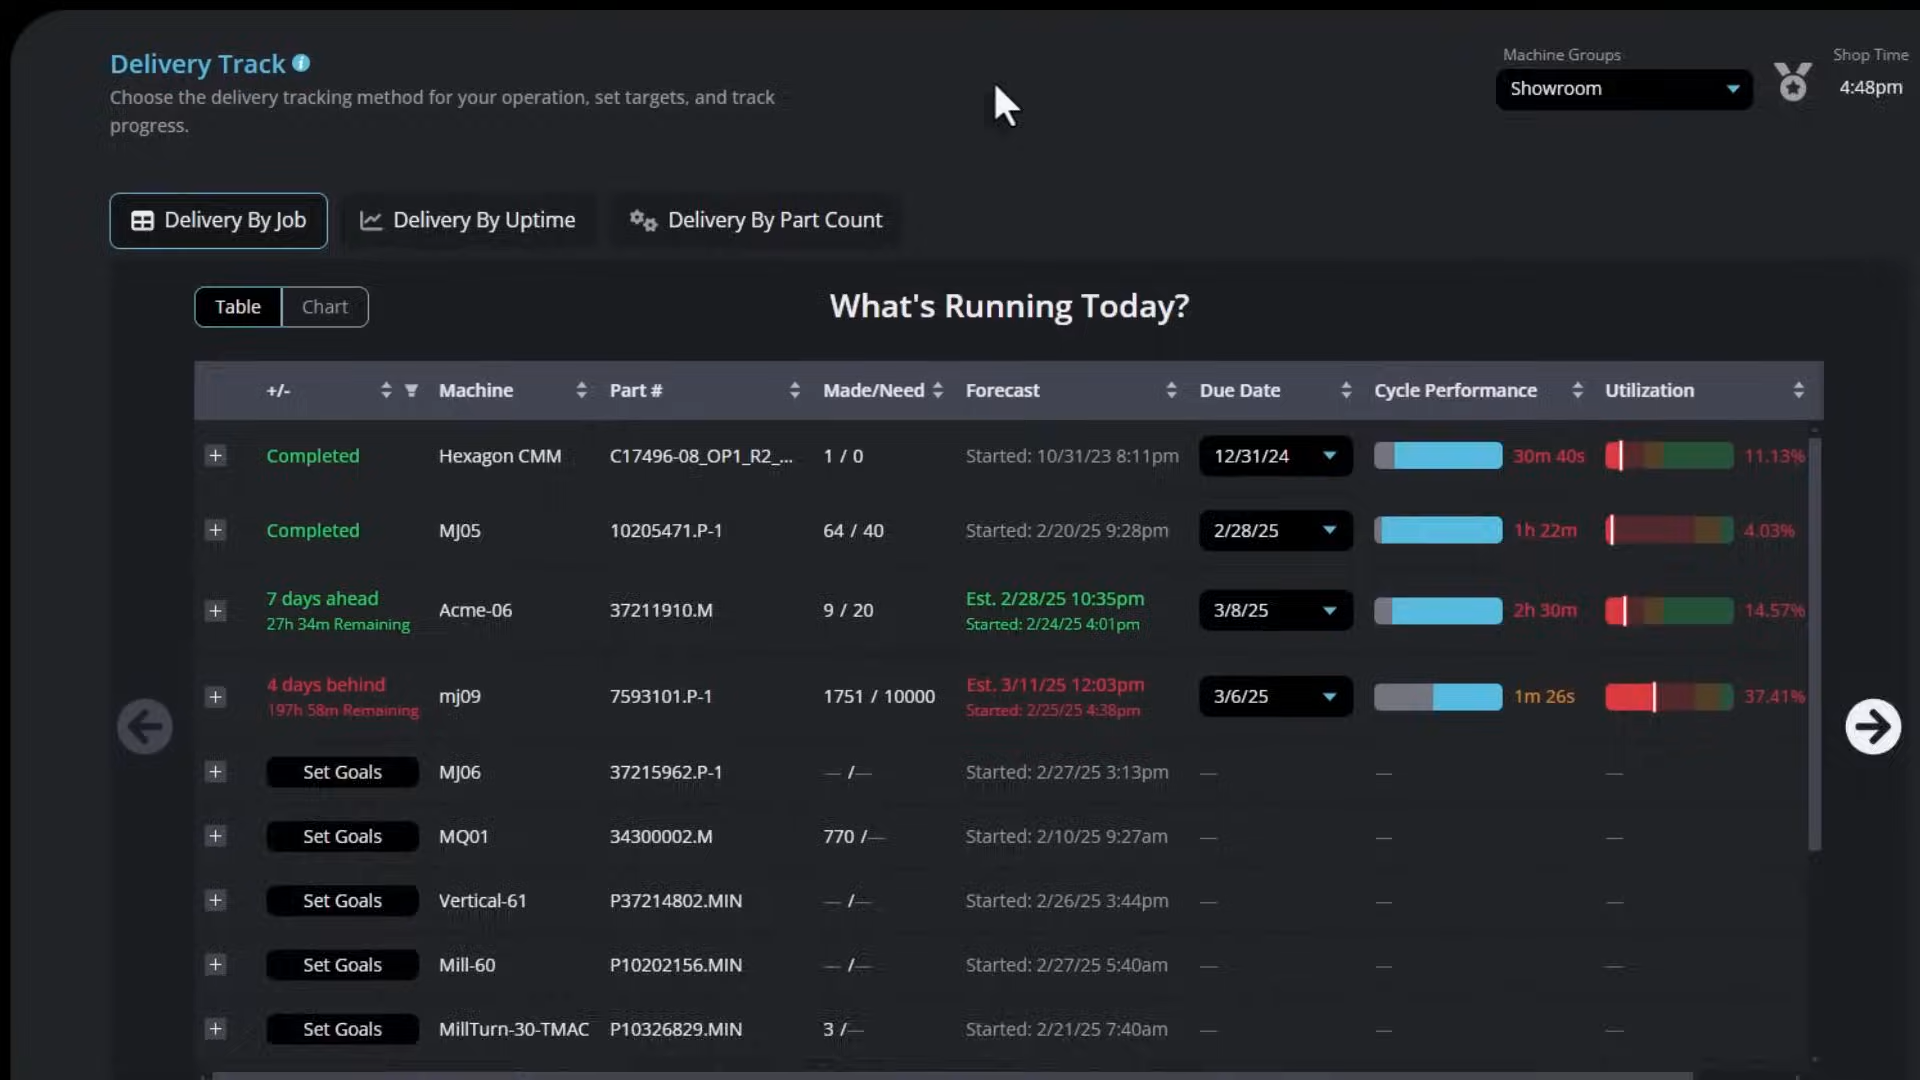 Delivery Track
Choose the delivery tracking method for your operation, set targets, and track
progress.
Machine Groups
Showroom
Shop Time
4:48pm
Delivery By Job
Delivery By Uptime
Delivery By Part Count
Table
Chart
What's Running Today?
+/- Machine Part # Made/Need Forecast Due Date Cycle Performance Utilization
+ Completed Hexagon CMM C17496-08_OP1_R2_... 1 / 0 Started: 10/31/23 8:11pm 12/31/24 30m 40s 11.13%
+ Completed MJ05 10205471.P-1 64 / 40 Started: 2/20/25 9:28pm 2/28/25 1h 22m 4.03%
+ 7 days ahead Acme-06 37211910.M 9 / 20 Est. 2/28/25 10:35pm 3/8/25 2h 30m 14.57%
27h 34m Remaining Started: 2/24/25 4:01pm
+ 4 days behind mj09 7593101.P-1 1751 / 10000 Est. 3/11/25 12:03pm 3/6/25 1m 26s 37.41%
197h 58m Remaining Started: 2/25/25 4:38pm
+ Set Goals MJ06 37215962.P-1 — /— Started: 2/27/25 3:13pm — — —
+ Set Goals MQ01 34300002.M 770 /— Started: 2/10/25 9:27am — — —
+ Set Goals Vertical-61 P37214802.MIN — /— Started: 2/26/25 3:44pm — — —
+ Set Goals Mill-60 P10202156.MIN — /— Started: 2/27/25 5:40am — — —
+ Set Goals MillTurn-30-TMAC P10326829.MIN 3 /— Started: 2/21/25 7:40am — — —